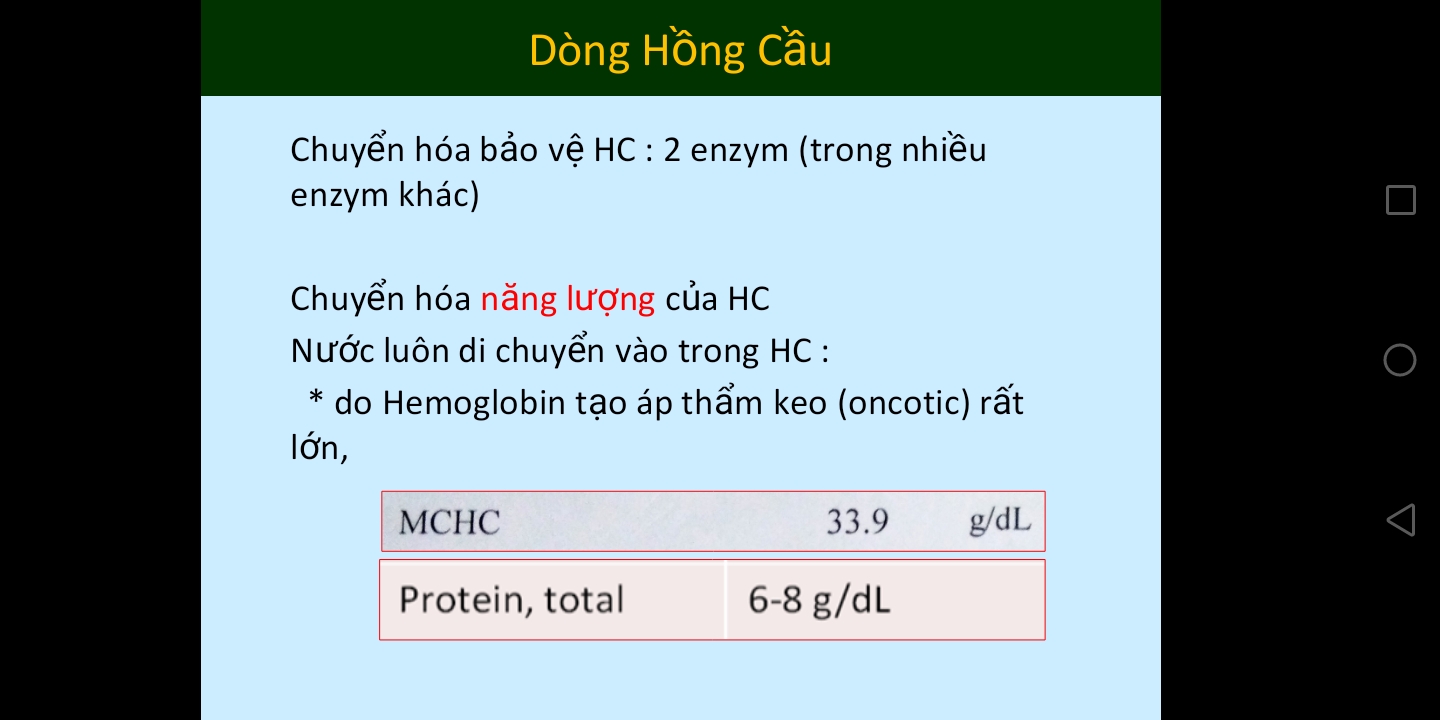 Dòng Hồng Cầu
Chuyển hóa bảo vệ HC : 2 enzym (trong nhiều
enzym khác)
Chuyển hóa năng lượng của HC
Nước luôn di chuyển vào trong HC :
* do Hemoglobin tạo áp thẩm keo (oncotic) rất
lớn,
MCHC 33.9 g/dL
Protein, total 6-8 g/dL